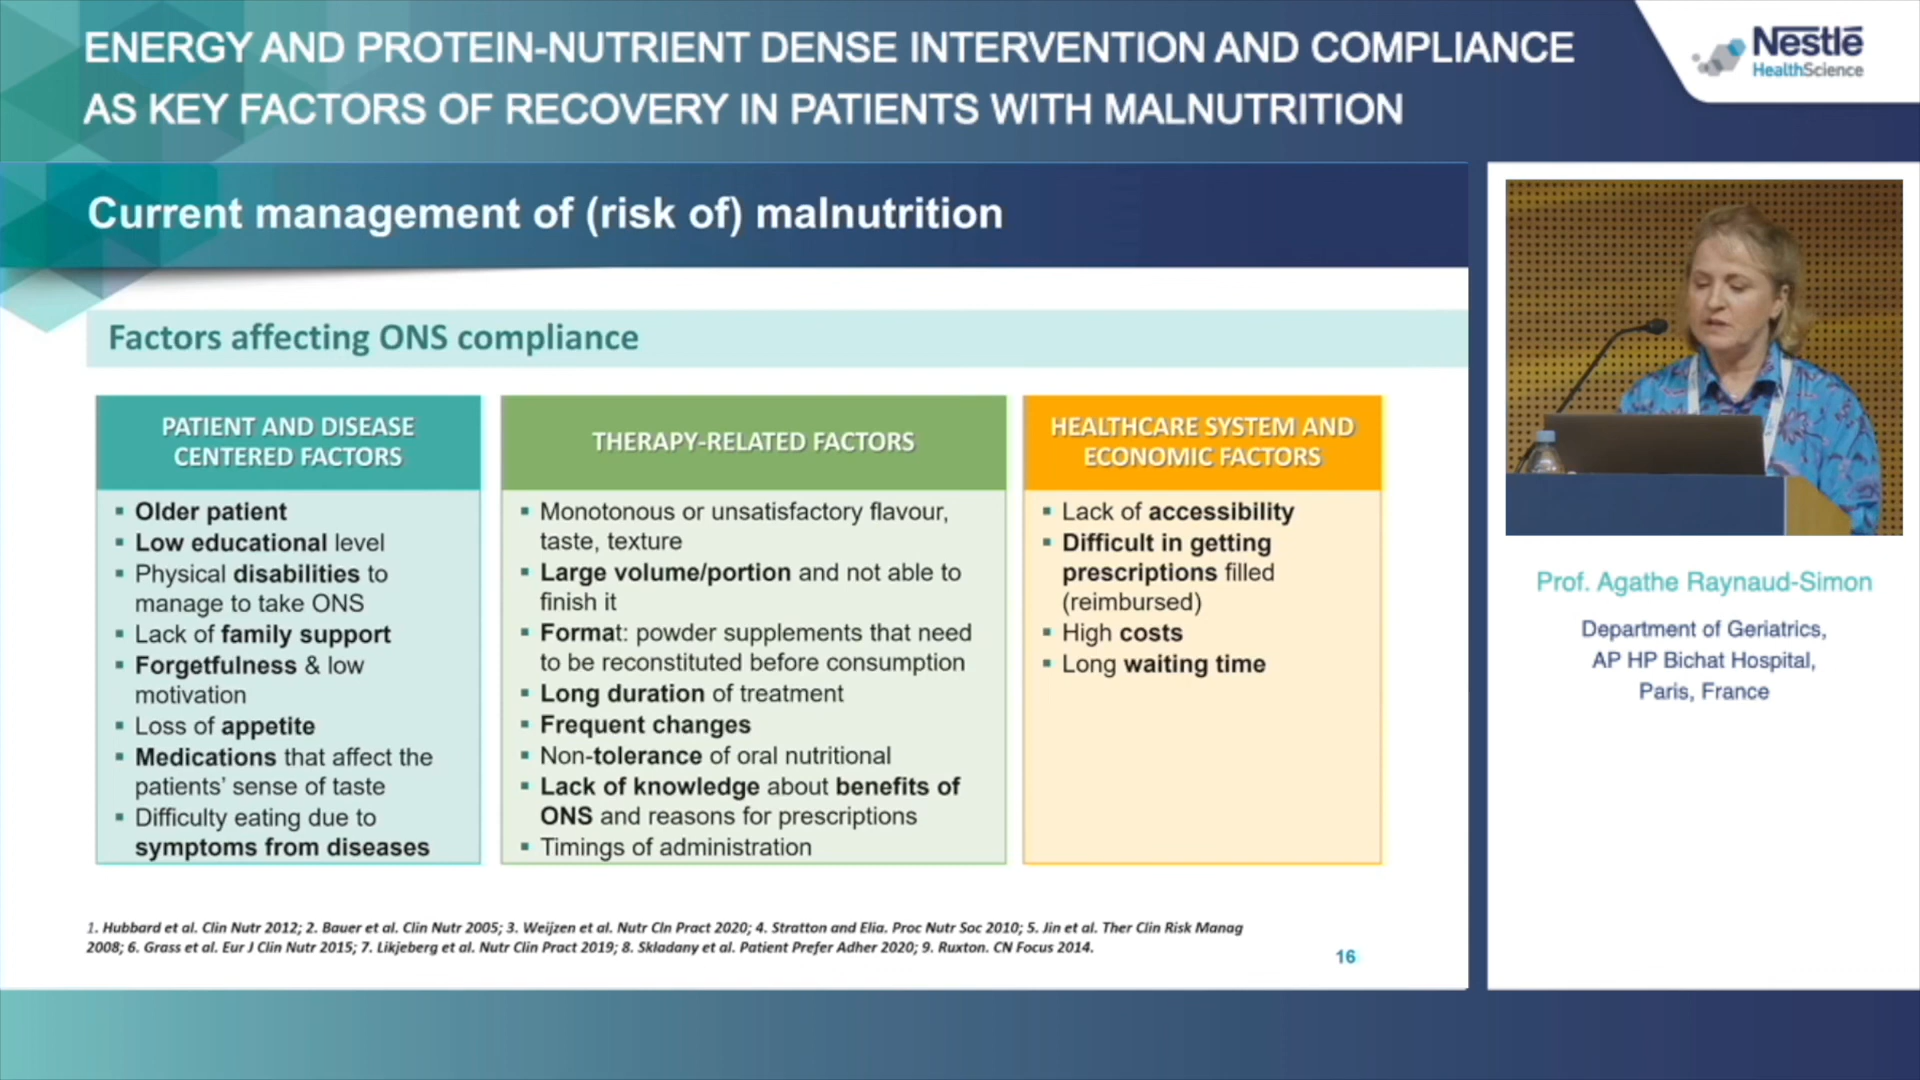 ENERGY AND PROTEIN-NUTRIENT DENSE INTERVENTION AND COMPLIANCE
AS KEY FACTORS OF RECOVERY IN PATIENTS WITH MALNUTRITION
Nestlé
HealthScience
Current management of (risk of) malnutrition
Factors affecting ONS compliance
PATIENT AND DISEASE
CENTERED FACTORS
▪ Older patient
▪ Low educational level
▪ Physical disabilities to
manage to take ONS
▪ Lack of family support
▪ Forgetfulness & low
motivation
▪ Loss of appetite
▪ Medications that affect the
patients’ sense of taste
▪ Difficulty eating due to
symptoms from diseases
THERAPY-RELATED FACTORS
▪ Monotonous or unsatisfactory flavour,
taste, texture
▪ Large volume/portion and not able to
finish it
▪ Format: powder supplements that need
to be reconstituted before consumption
▪ Long duration of treatment
▪ Frequent changes
▪ Non-tolerance of oral nutritional
▪ Lack of knowledge about benefits of
ONS and reasons for prescriptions
▪ Timings of administration
HEALTHCARE SYSTEM AND
ECONOMIC FACTORS
▪ Lack of accessibility
▪ Difficult in getting
prescriptions filled
(reimbursed)
▪ High costs
▪ Long waiting time
1. Hubbard et al. Clin Nutr 2012; 2. Bauer et al. Clin Nutr 2005; 3. Weijzen et al. Nutr Cln Pract 2020; 4. Stratton and Elia. Proc Nutr Soc 2010; 5. Jin et al. Ther Clin Risk Manag
2008; 6. Grass et al. Eur J Clin Nutr 2015; 7. Likjeberg et al. Nutr Clin Pract 2019; 8. Skladany et al. Patient Prefer Adher 2020; 9. Ruxton. CN Focus 2014.
16
Prof. Agathe Raynaud-Simon
Department of Geriatrics,
AP HP Bichat Hospital,
Paris, France